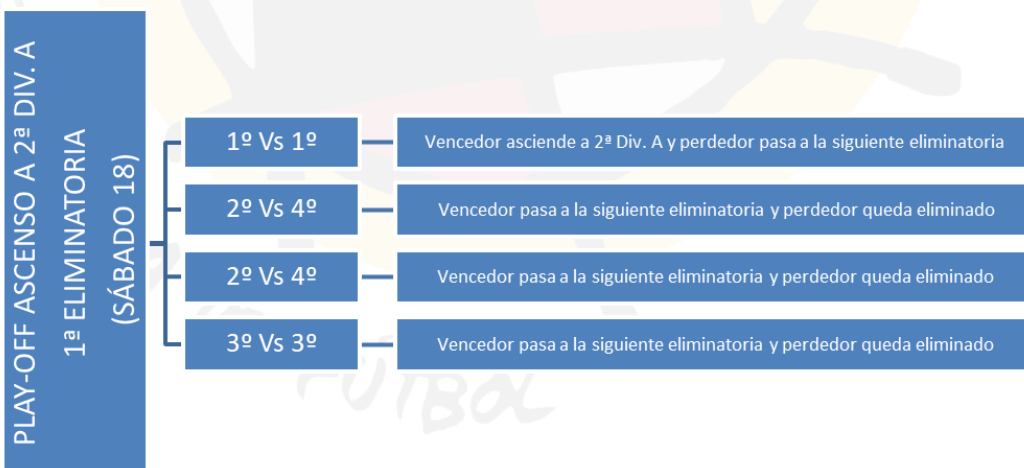 PLAY-OFF ASCENSO A 2ª DIV. A
1ª ELIMINATORIA
(SÁBADO 18)
1º Vs 1º
Vencedor asciende a 2ª Div. A y perdedor pasa a la siguiente eliminatoria
2º Vs 4º
Vencedor pasa a la siguiente eliminatoria y perdedor queda eliminado
2º Vs 4º
Vencedor pasa a la siguiente eliminatoria y perdedor queda eliminado
3º Vs 3º
Vencedor pasa a la siguiente eliminatoria y perdedor queda eliminado
FÚTBOL